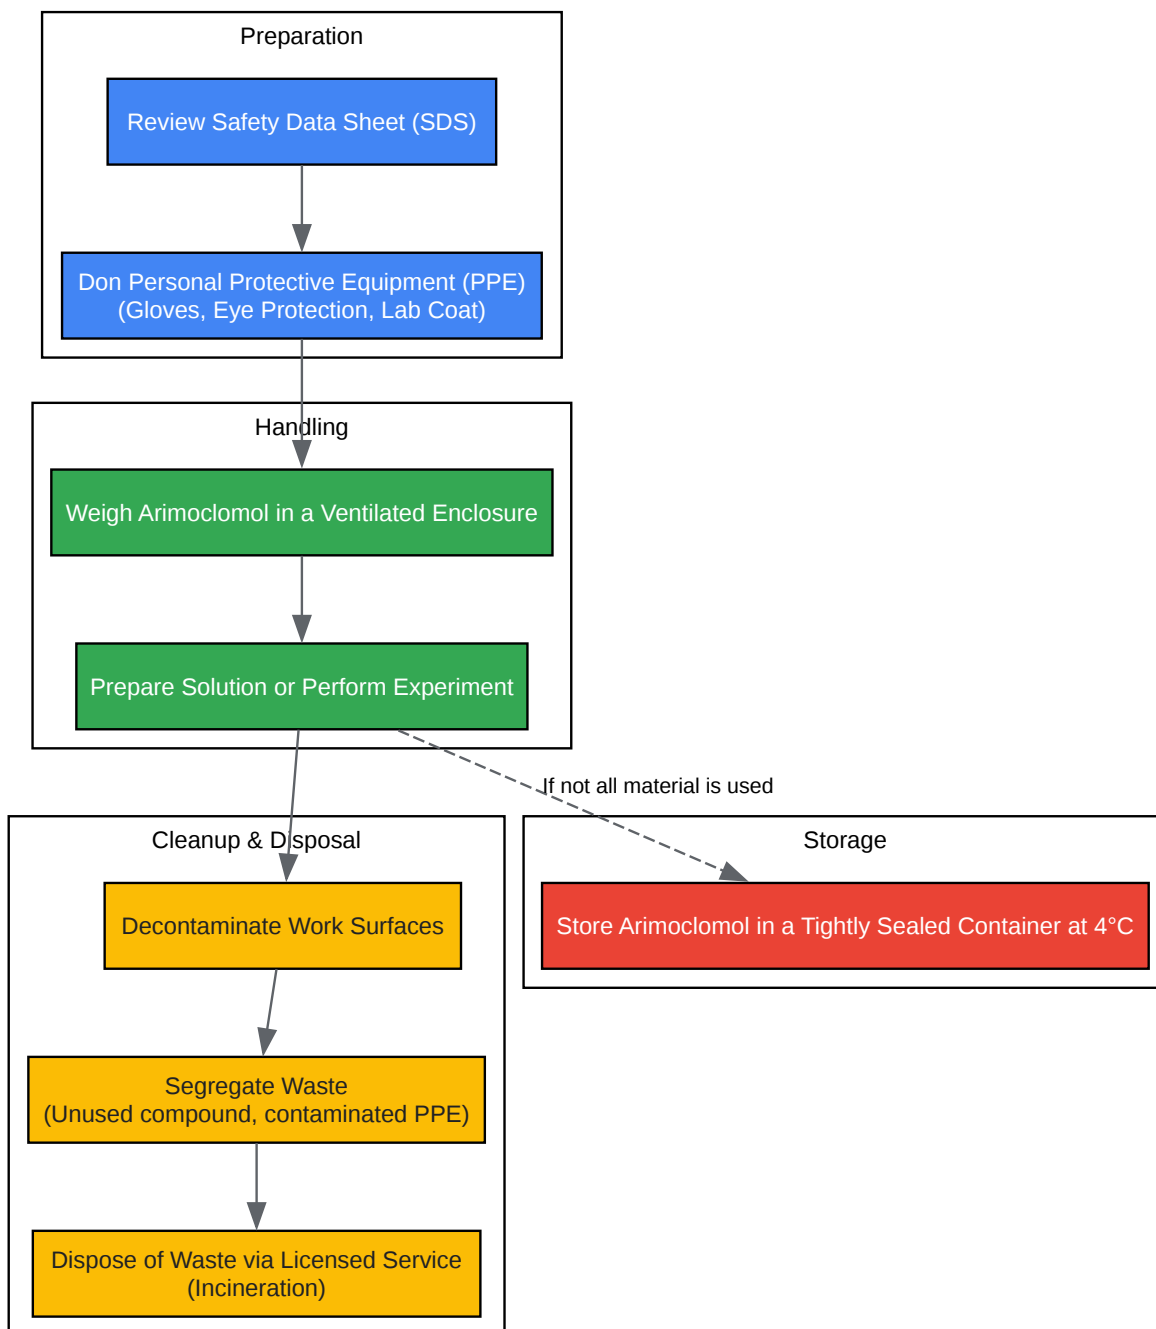 Preparation
Review Safety Data Sheet (SDS)
Don Personal Protective Equipment (PPE)
(Gloves, Eye Protection, Lab Coat)
Handling
Weigh Arimoclomol in a Ventilated Enclosure
Prepare Solution or Perform Experiment
If not all material is used
Cleanup & Disposal
Decontaminate Work Surfaces
Segregate Waste
(Unused compound, contaminated PPE)
Dispose of Waste via Licensed Service
(Incineration)
Storage
Store Arimoclomol in a Tightly Sealed Container at 4°C